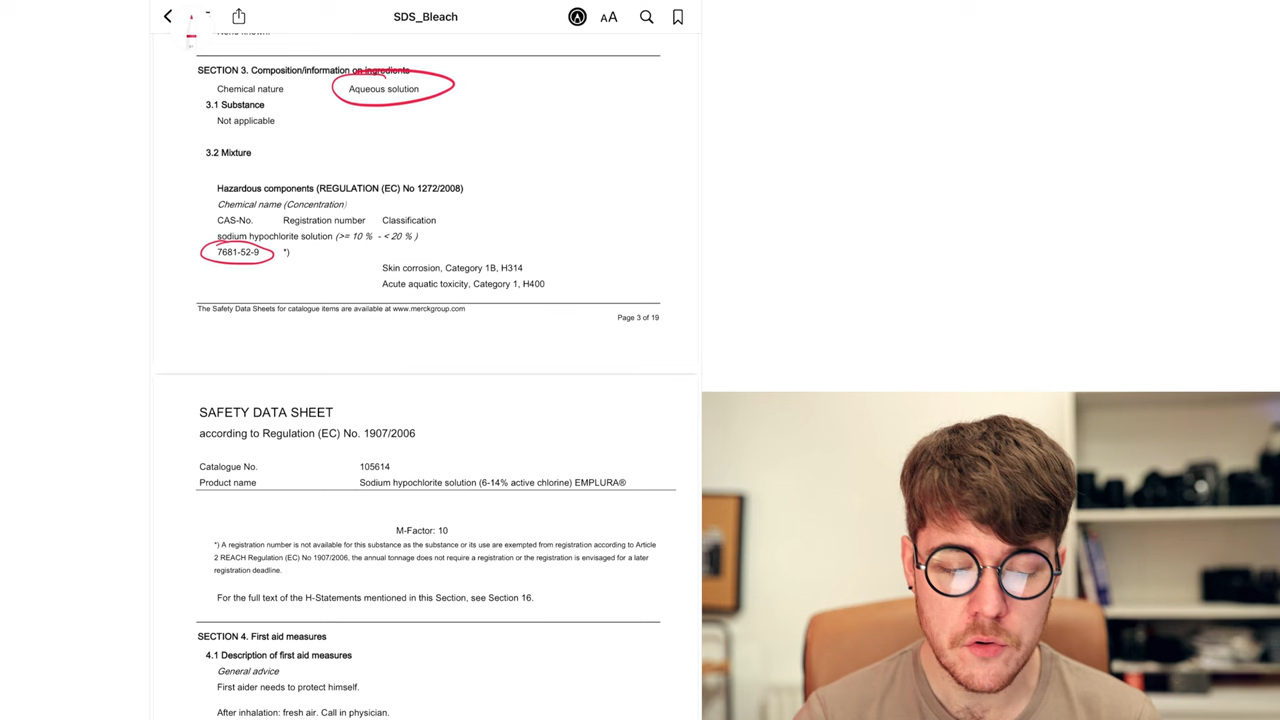 SDS_Bleach
AA
SECTION 3. Composition/information on ingredients
Chemical nature Aqueous solution
3.1 Substance
Not applicable
3.2 Mixture
Hazardous components (REGULATION (EC) No 1272/2008)
Chemical name (Concentration)
CAS-No. Registration number Classification
sodium hypochlorite solution (>= 10 % - < 20 % )
7681-52-9 *)
Skin corrosion, Category 1B, H314
Acute aquatic toxicity, Category 1, H400
The Safety Data Sheets for catalogue items are available at www.merckgroup.com
Page 3 of 19
SAFETY DATA SHEET
according to Regulation (EC) No. 1907/2006
Catalogue No. 105614
Product name Sodium hypochlorite solution (6-14% active chlorine) EMPLURA®
M-Factor: 10
*) A registration number is not available for this substance as the substance or its use are exempted from registration according to Article
2 REACH Regulation (EC) No 1907/2006, the annual tonnage does not require a registration or the registration is envisaged for a later
registration deadline.
For the full text of the H-Statements mentioned in this Section, see Section 16.
SECTION 4. First aid measures
4.1 Description of first aid measures
General advice
First aider needs to protect himself.
After inhalation: fresh air. Call in physician.